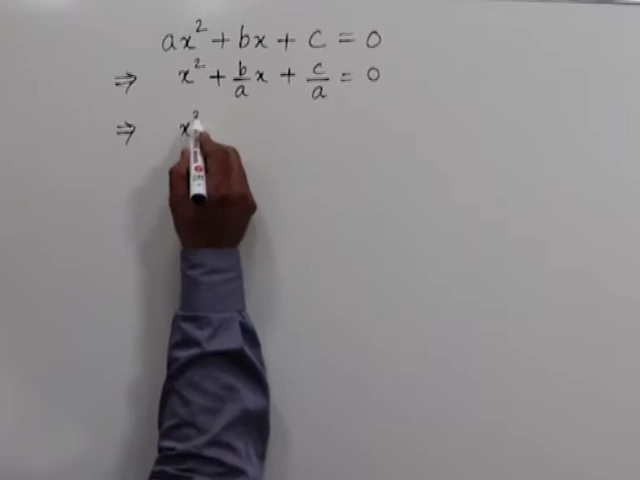 ax² + bx + c = 0
⇒ x² + b/a x + c/a = 0
⇒ x²